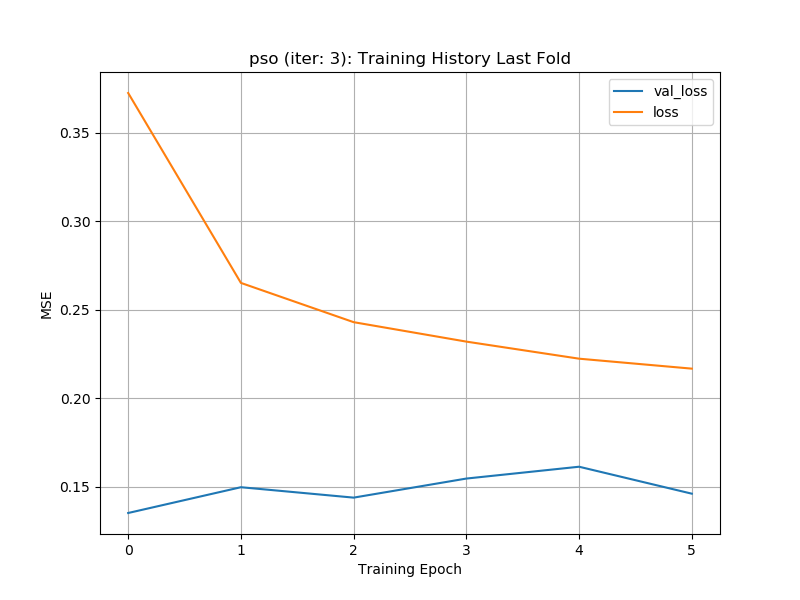 pso (iter: 3): Training History Last Fold
val_loss
loss
0.35
0.30
0.25
0.20
0.15
MSE
0 1 2 3 4 5
Training Epoch